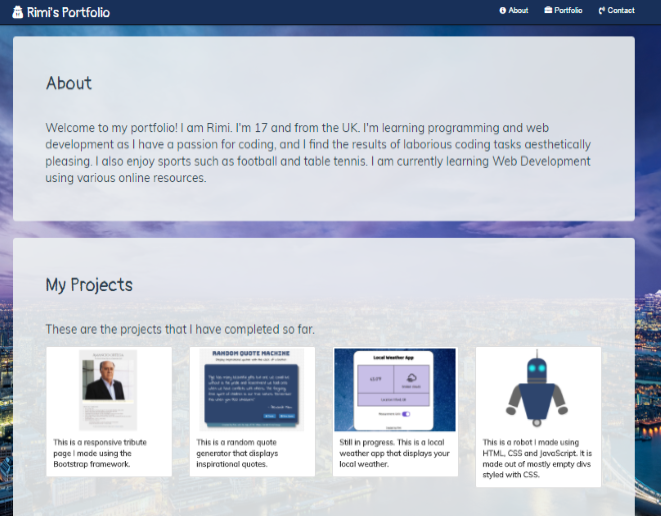 Rimi's Portfolio
About
Portfolio
Contact
About
Welcome to my portfolio! I am Rimi. I'm 17 and from the UK. I'm learning programming and web
development as I have a passion for coding, and I find the results of laborious coding tasks aesthetically
pleasing. I also enjoy sports such as football and table tennis. I am currently learning Web Development
using various online resources.
My Projects
These are the projects that I have completed so far.
This is a responsive tribute
page I made using the
Bootstrap framework.
RANDOM QUOTE MACHINE
This is a random quote
generator that displays
inspirational quotes.
Local Weather App
Still in progress. This is a local
weather app that displays your
local weather.
This is a robot I made using
HTML, CSS and JavaScript. It is
made out of mostly empty divs
styled with CSS.